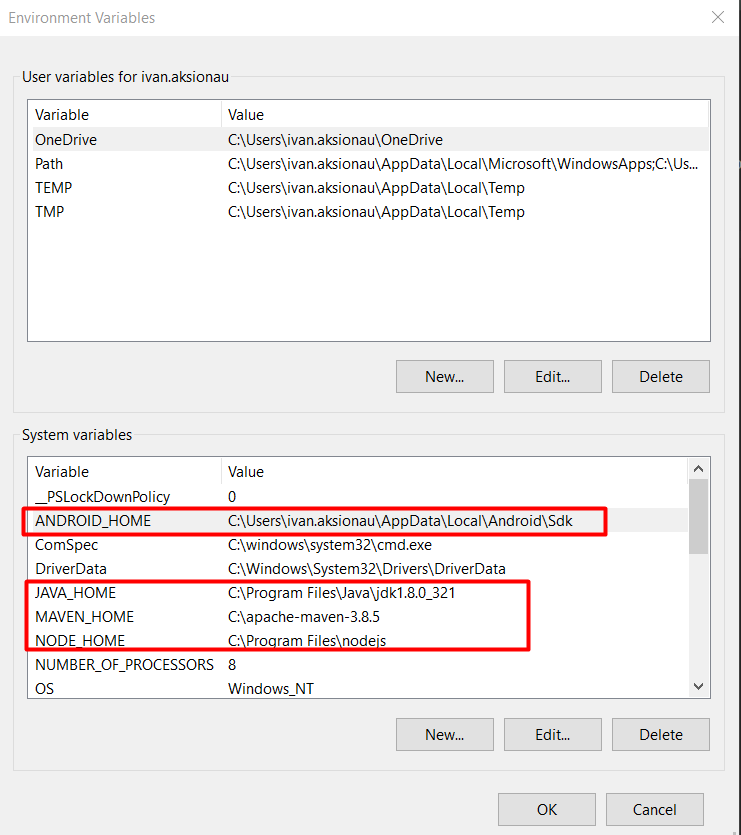 Environment Variables
User variables for ivan.aksionau
Variable Value
OneDrive C:\Users\ivan.aksionau\OneDrive
Path C:\Users\ivan.aksionau\AppData\Local\Microsoft\WindowsApps;C:\Us...
TEMP C:\Users\ivan.aksionau\AppData\Local\Temp
TMP C:\Users\ivan.aksionau\AppData\Local\Temp
New... Edit... Delete
System variables
Variable Value
__PSLockDownPolicy 0
ANDROID_HOME C:\Users\ivan.aksionau\AppData\Local\Android\Sdk
ComSpec C:\windows\system32\cmd.exe
DriverData C:\Windows\System32\Drivers\DriverData
JAVA_HOME C:\Program Files\Java\jdk1.8.0_321
MAVEN_HOME C:\apache-maven-3.8.5
NODE_HOME C:\Program Files\nodejs
NUMBER_OF_PROCESSORS 8
OS Windows_NT
New... Edit... Delete
OK Cancel